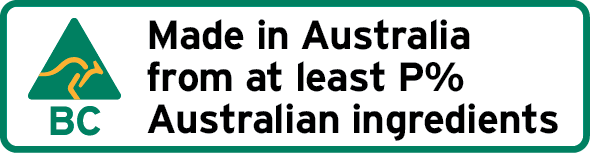 BC
Made in Australia
from at least P%
Australian ingredients